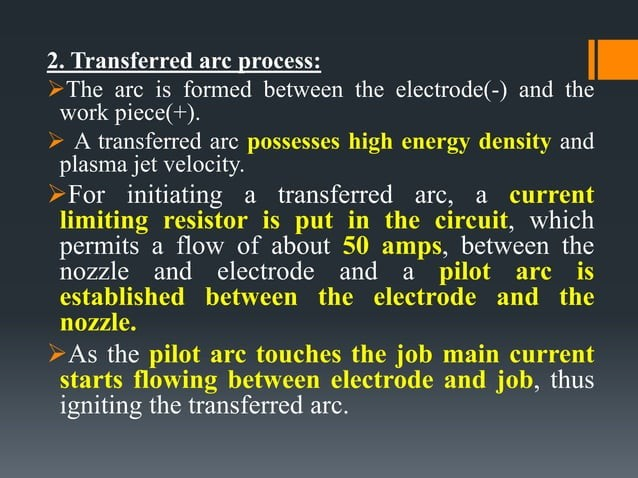 2. Transferred arc process:
➢The arc is formed between the electrode(-) and the
work piece(+).
➢ A transferred arc possesses high energy density and
plasma jet velocity.
➢For initiating a transferred arc, a current
limiting resistor is put in the circuit, which
permits a flow of about 50 amps, between the
nozzle and electrode and a pilot arc is
established between the electrode and the
nozzle.
➢As the pilot arc touches the job main current
starts flowing between electrode and job, thus
igniting the transferred arc.